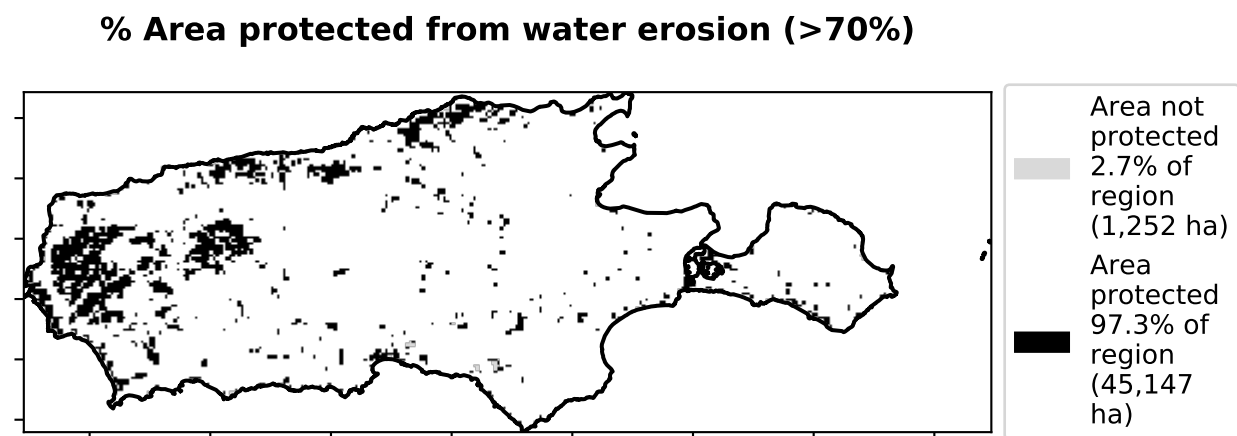 % Area protected from water erosion (>70%)
Area not
protected
2.7% of
region
(1,252 ha)
Area
protected
97.3% of
region
(45,147
ha)